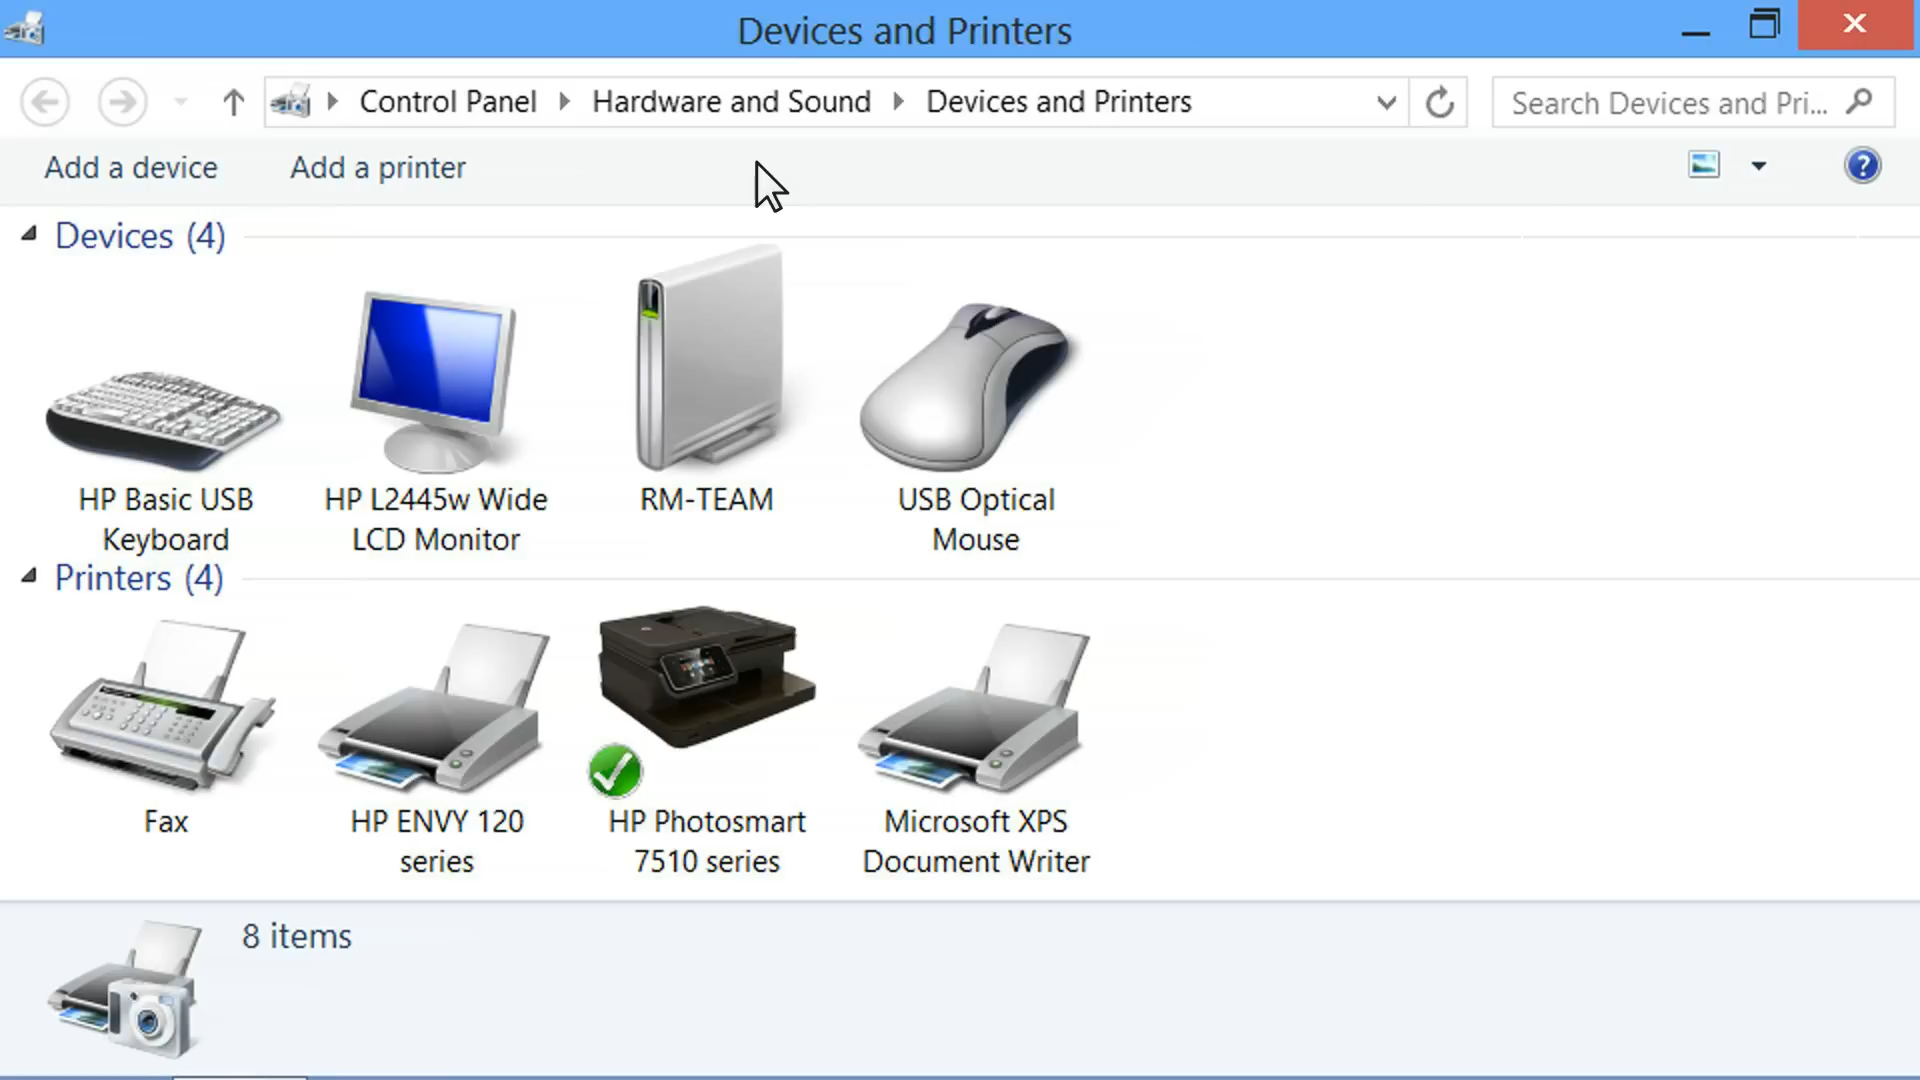 Devices and Printers
Control Panel Hardware and Sound Devices and Printers
Search Devices and Pri...
Add a device Add a printer
Devices (4)
HP Basic USB
Keyboard
HP L2445w Wide
LCD Monitor
RM-TEAM
USB Optical
Mouse
Printers (4)
Fax
HP ENVY 120
series
HP Photosmart
7510 series
Microsoft XPS
Document Writer
8 items